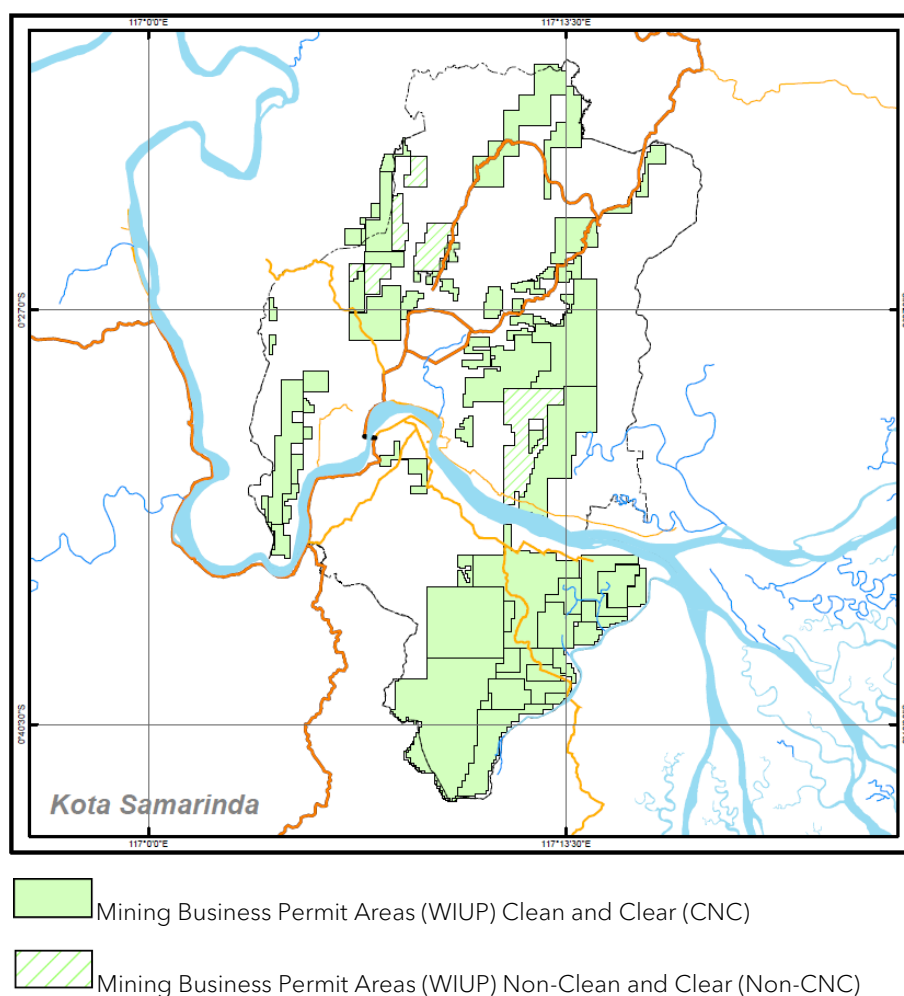 117°0'0"E 117°13'30"E
0°27'0"S
0°40'30"S
Kota Samarinda
117°0'0"E 117°13'30"E
Mining Business Permit Areas (WIUP) Clean and Clear (CNC)
Mining Business Permit Areas (WIUP) Non-Clean and Clear (Non-CNC)